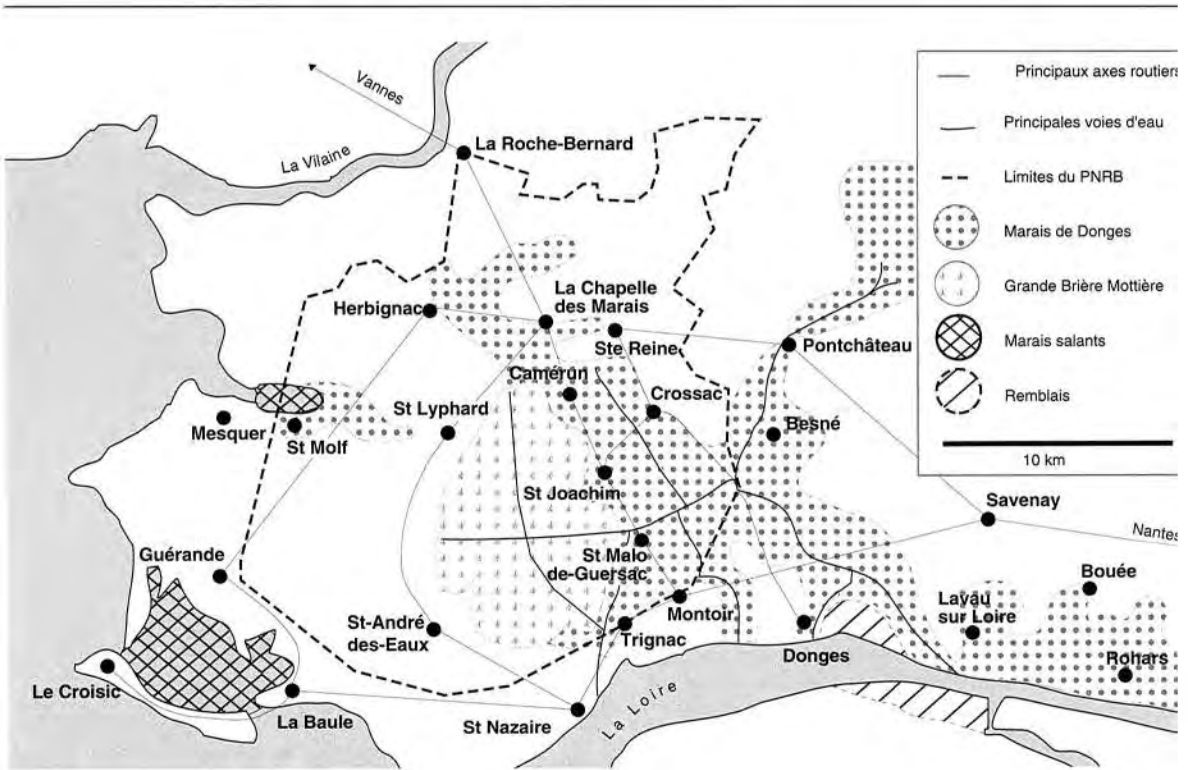 Vannes
La Vilaine
La Roche-Bernard
Herbignac
La Chapelle
des Marais
Ste Reine
Pontchâteau
Camérun
Crossac
St Lyphard
Besné
Mesquer
St Molf
St Joachim
Savenay
Nantes
Guérande
St Malo
de-Guersac
Bouée
Montoir
Lavau
sur Loire
St-André
des-Eaux
Trignac
Donges
Rohars
Le Croisic
La Baule
St Nazaire
La Loire
Principaux axes routiers
Principales voies d'eau
Limites du PNRB
Marais de Donges
Grande Brière Mottière
Marais salants
Remblais
10 km